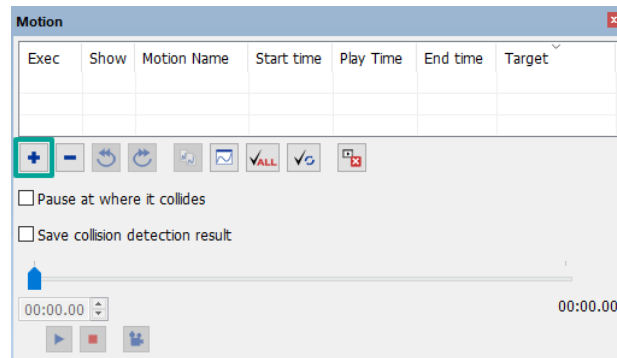 Motion
Exec Show Motion Name Start time Play Time End time Target
ALL
Pause at where it collides
Save collision detection result
00:00.00 00:00.00